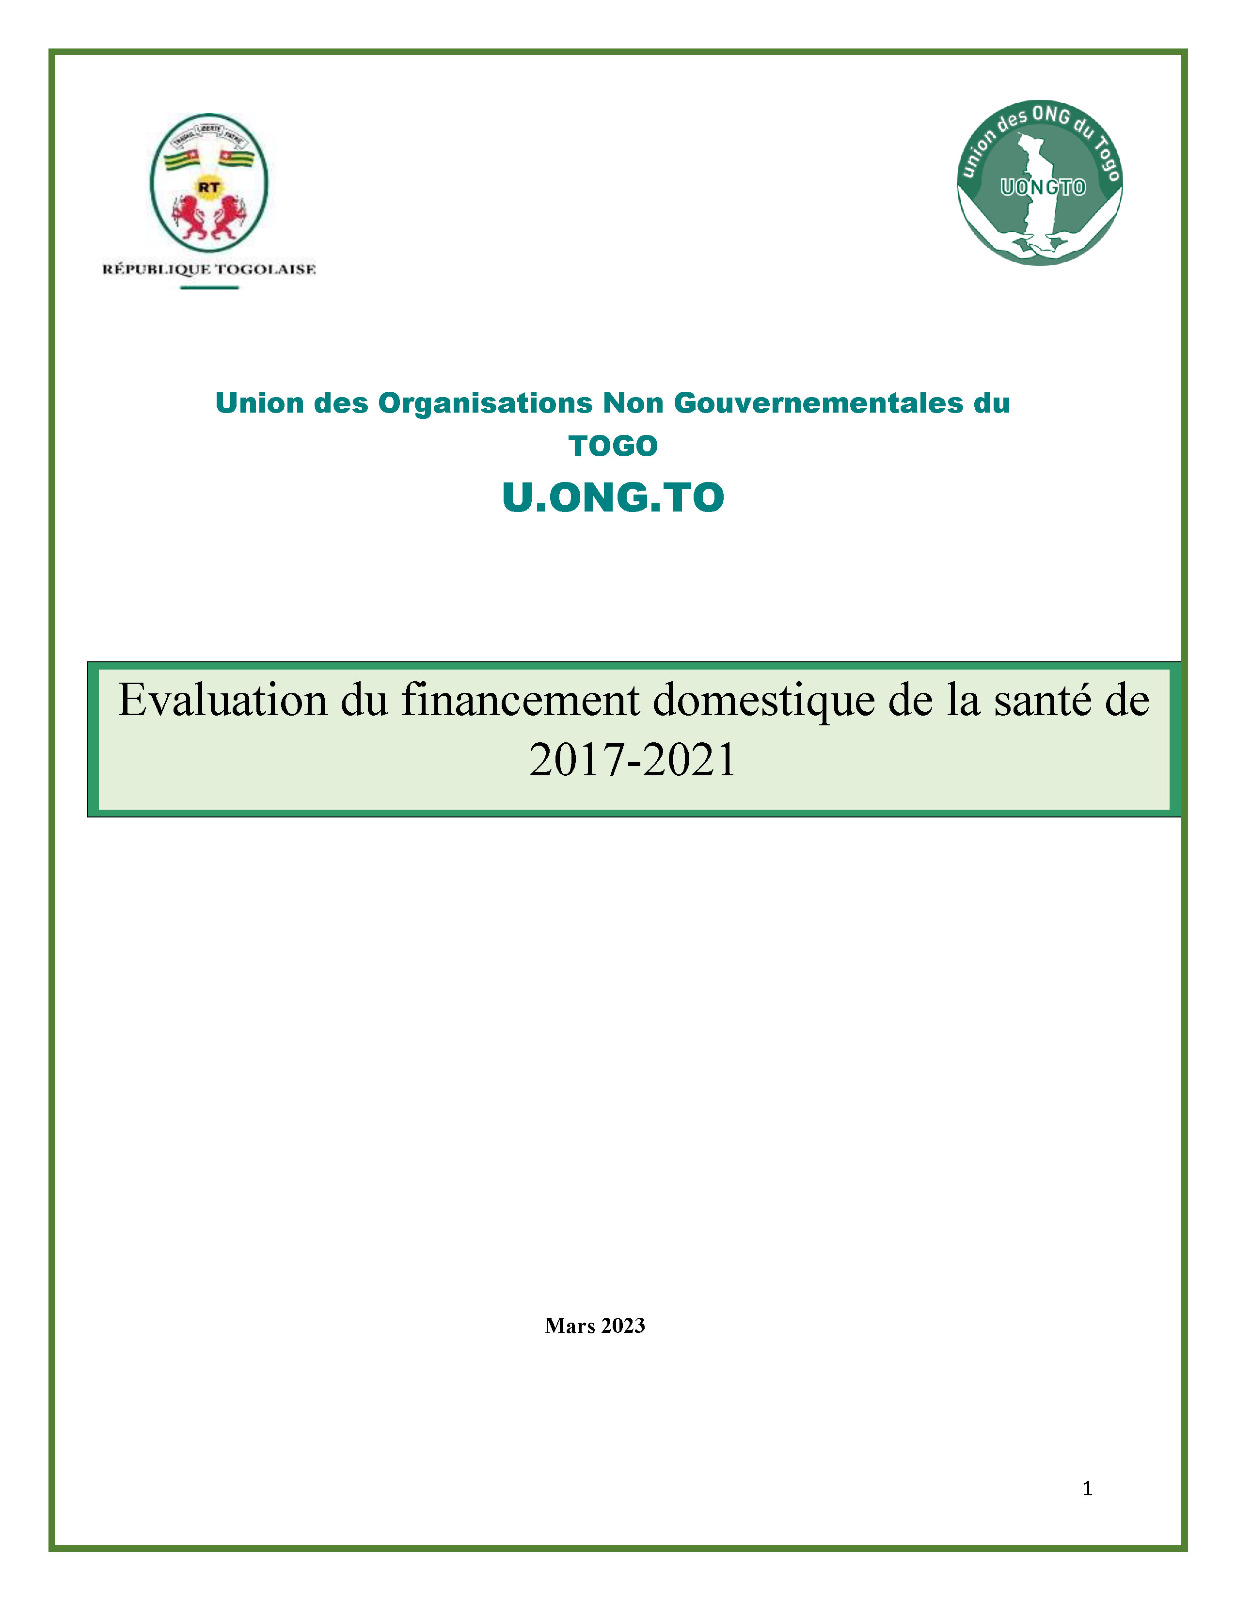 TRAVAIL LIBERTE PATRIE
RT
RÉPUBLIQUE TOGOLAISE
union des ONG du Togo
UONGTO
Union des Organisations Non Gouvernementales du
TOGO
U.ONG.TO
Evaluation du financement domestique de la santé de
2017-2021
Mars 2023
1